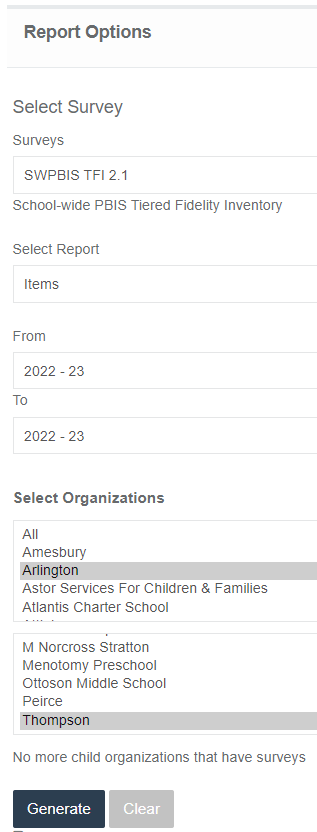 Report Options
Select Survey
Surveys
SWPBIS TFI 2.1
School-wide PBIS Tiered Fidelity Inventory
Select Report
Items
From
2022 - 23
To
2022 - 23
Select Organizations
All
Amesbury
Arlington
Astor Services For Children & Families
Atlantis Charter School
M Norcross Stratton
Menotomy Preschool
Ottoson Middle School
Peirce
Thompson
No more child organizations that have surveys
Generate Clear